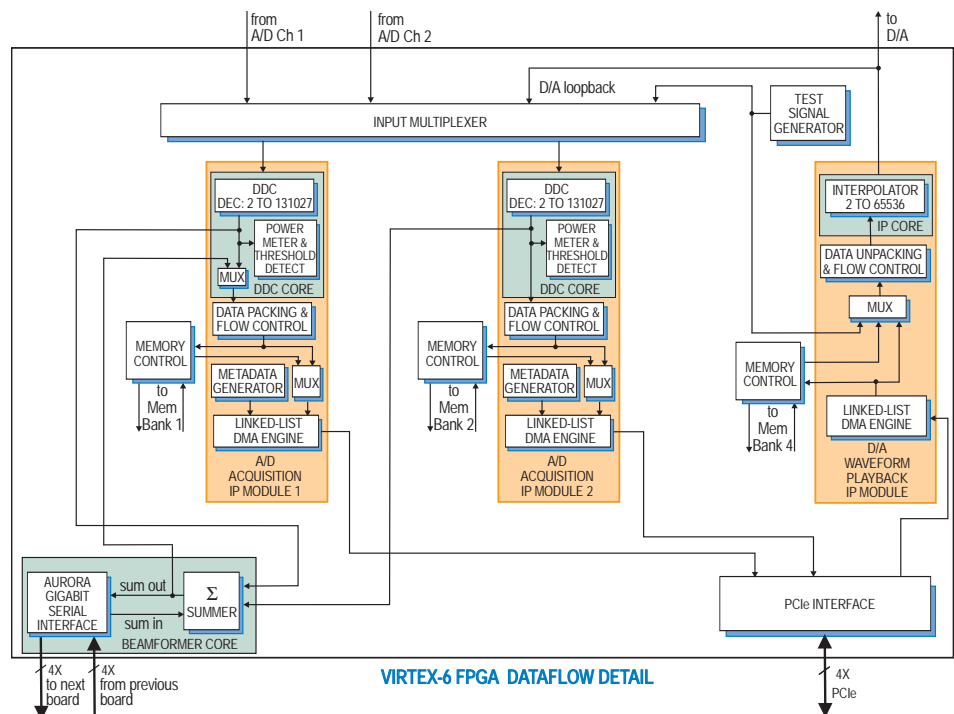 from
A/D Ch 1
from
A/D Ch 2
to
D/A
D/A loopback
INPUT MULTIPLEXER
TEST
SIGNAL
GENERATOR
DDC
DEC: 2 TO 131027
POWER
METER &
THRESHOLD
DETECT
MUX
DDC CORE
DATA PACKING &
FLOW CONTROL
MEMORY
CONTROL
METADATA
GENERATOR
MUX
to
Mem
Bank 1
LINKED-LIST
DMA ENGINE
A/D
ACQUISITION
IP MODULE 1
DDC
DEC: 2 TO 131027
POWER
METER &
THRESHOLD
DETECT
DDC CORE
DATA PACKING &
FLOW CONTROL
MEMORY
CONTROL
METADATA
GENERATOR
MUX
to
Mem
Bank 2
LINKED-LIST
DMA ENGINE
A/D
ACQUISITION
IP MODULE 2
INTERPOLATOR
2 TO 65536
IP CORE
DATA UNPACKING
& FLOW CONTROL
MUX
MEMORY
CONTROL
to
Mem
Bank 4
LINKED-LIST
DMA ENGINE
D/A
WAVEFORM
PLAYBACK
IP MODULE
AURORA
GIGABIT
SERIAL
INTERFACE
sum out
sum in
Σ
SUMMER
BEAMFORMER CORE
PCIe INTERFACE
4X
to next
board
4X
from previous
board
VIRTEX-6 FPGA DATAFLOW DETAIL
4X
PCIe